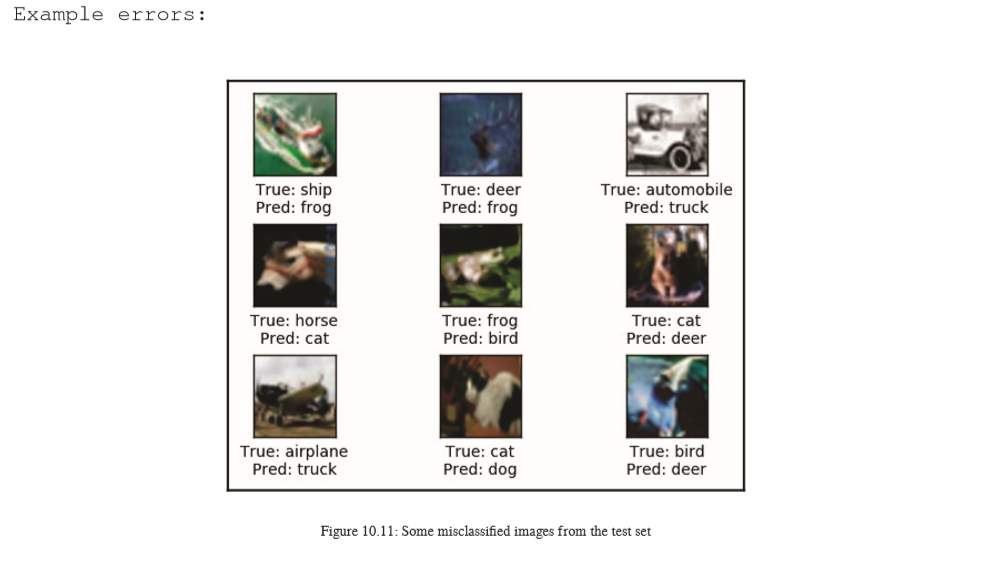 Example errors:
True: ship
Pred: frog
True: deer
Pred: frog
True: automobile
Pred: truck
True: horse
Pred: cat
True: frog
Pred: bird
True: cat
Pred: deer
True: airplane
Pred: truck
True: cat
Pred: dog
True: bird
Pred: deer
Figure 10.11: Some misclassified images from the test set